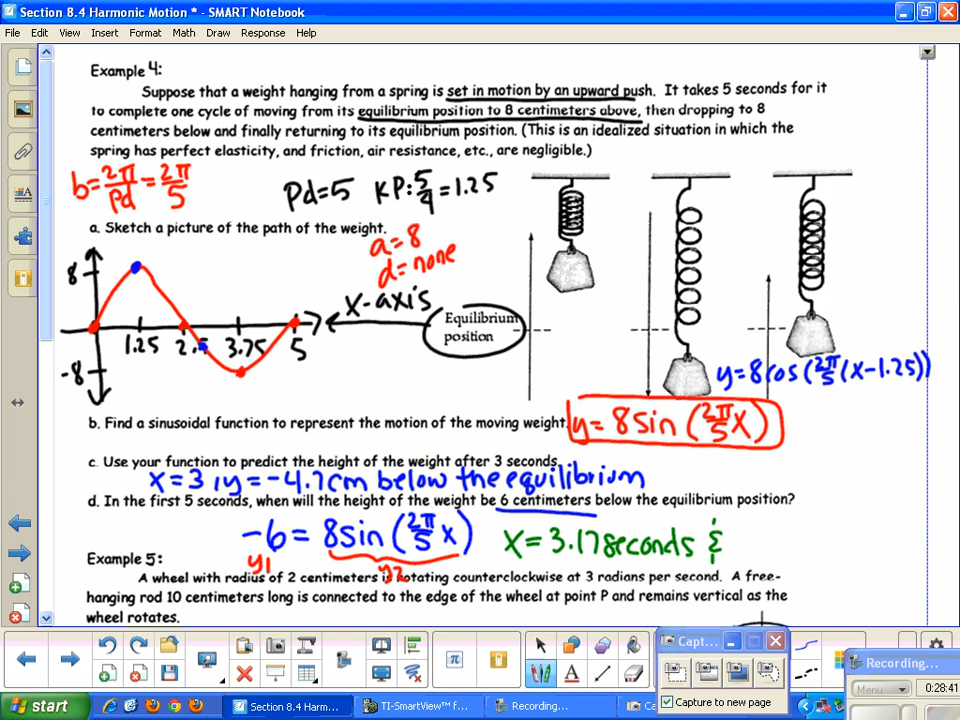 Section 8.4 Harmonic Motion * - SMART Notebook
File Edit View Insert Format Math Draw Response Help
Example 4:
Suppose that a weight hanging from a spring is set in motion by an upward push. It takes 5 seconds for it
to complete one cycle of moving from its equilibrium position to 8 centimeters above, then dropping to 8
centimeters below and finally returning to its equilibrium position. (This is an idealized situation in which the
spring has perfect elasticity, and friction, air resistance, etc., are negligible.)
b = 2π/Pd = 2π/5
Pd = 5 KP: 5/4 = 1.25
a. Sketch a picture of the path of the weight.
a = 8
d = none
8
x-axis
Equilibrium
position
1.25 2.5 3.75 5
-8
y = 8 cos (2π/5 (x - 1.25))
b. Find a sinusoidal function to represent the motion of the moving weight.
y = 8 sin (2π/5 x)
c. Use your function to predict the height of the weight after 3 seconds.
x = 3, y = -4.7 cm below the equilibrium
d. In the first 5 seconds, when will the height of the weight be 6 centimeters below the equilibrium position?
-6 = 8 sin (2π/5 x) x = 3.17 seconds &
y1 y2
Example 5:
A wheel with radius of 2 centimeters is rotating counterclockwise at 3 radians per second. A free-
hanging rod 10 centimeters long is connected to the edge of the wheel at point P and remains vertical as the
wheel rotates.
Capt...
Capture to new page
Recording...
Menu
0:28:41
start
Section 8.4 Harm...
TI-SmartView™ f...
Recording...